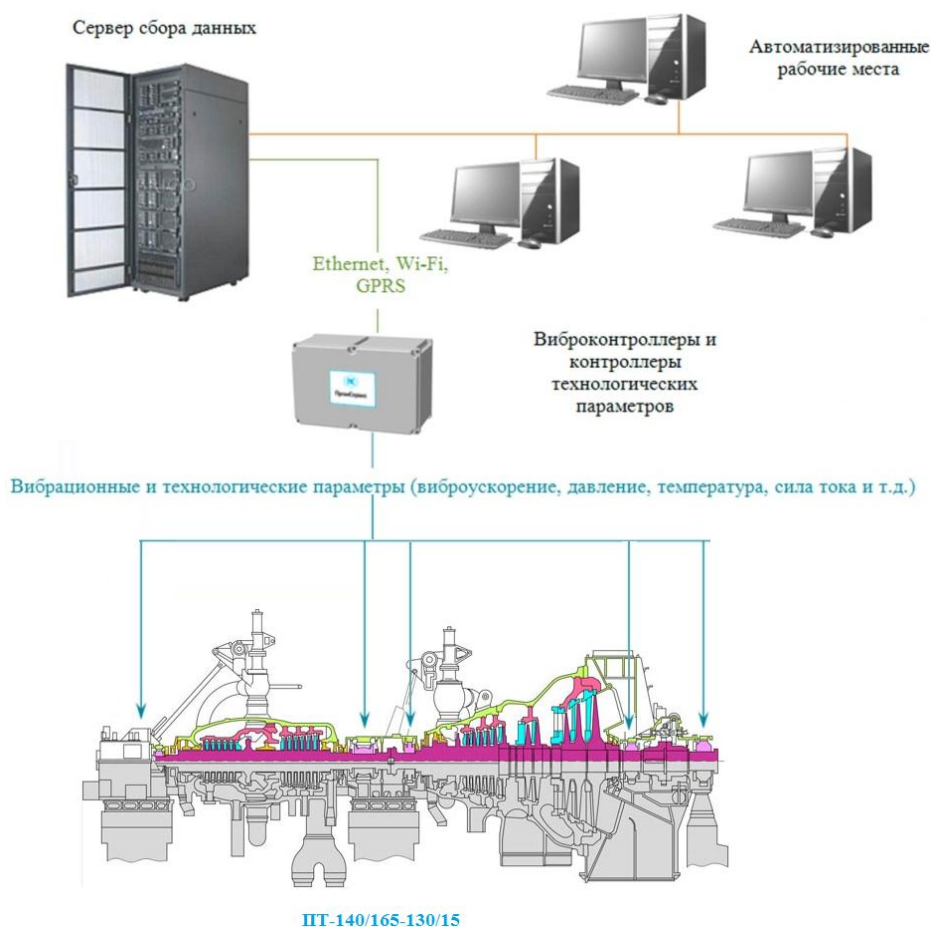 Сервер сбора данных
Автоматизированные
рабочие места
Ethernet, Wi-Fi,
GPRS
Виброконтроллеры и
контроллеры
технологических
параметров
ПромСервис
Вибрационные и технологические параметры (виброускорение, давление, температура, сила тока и т.д.)
ПТ-140/165-130/15